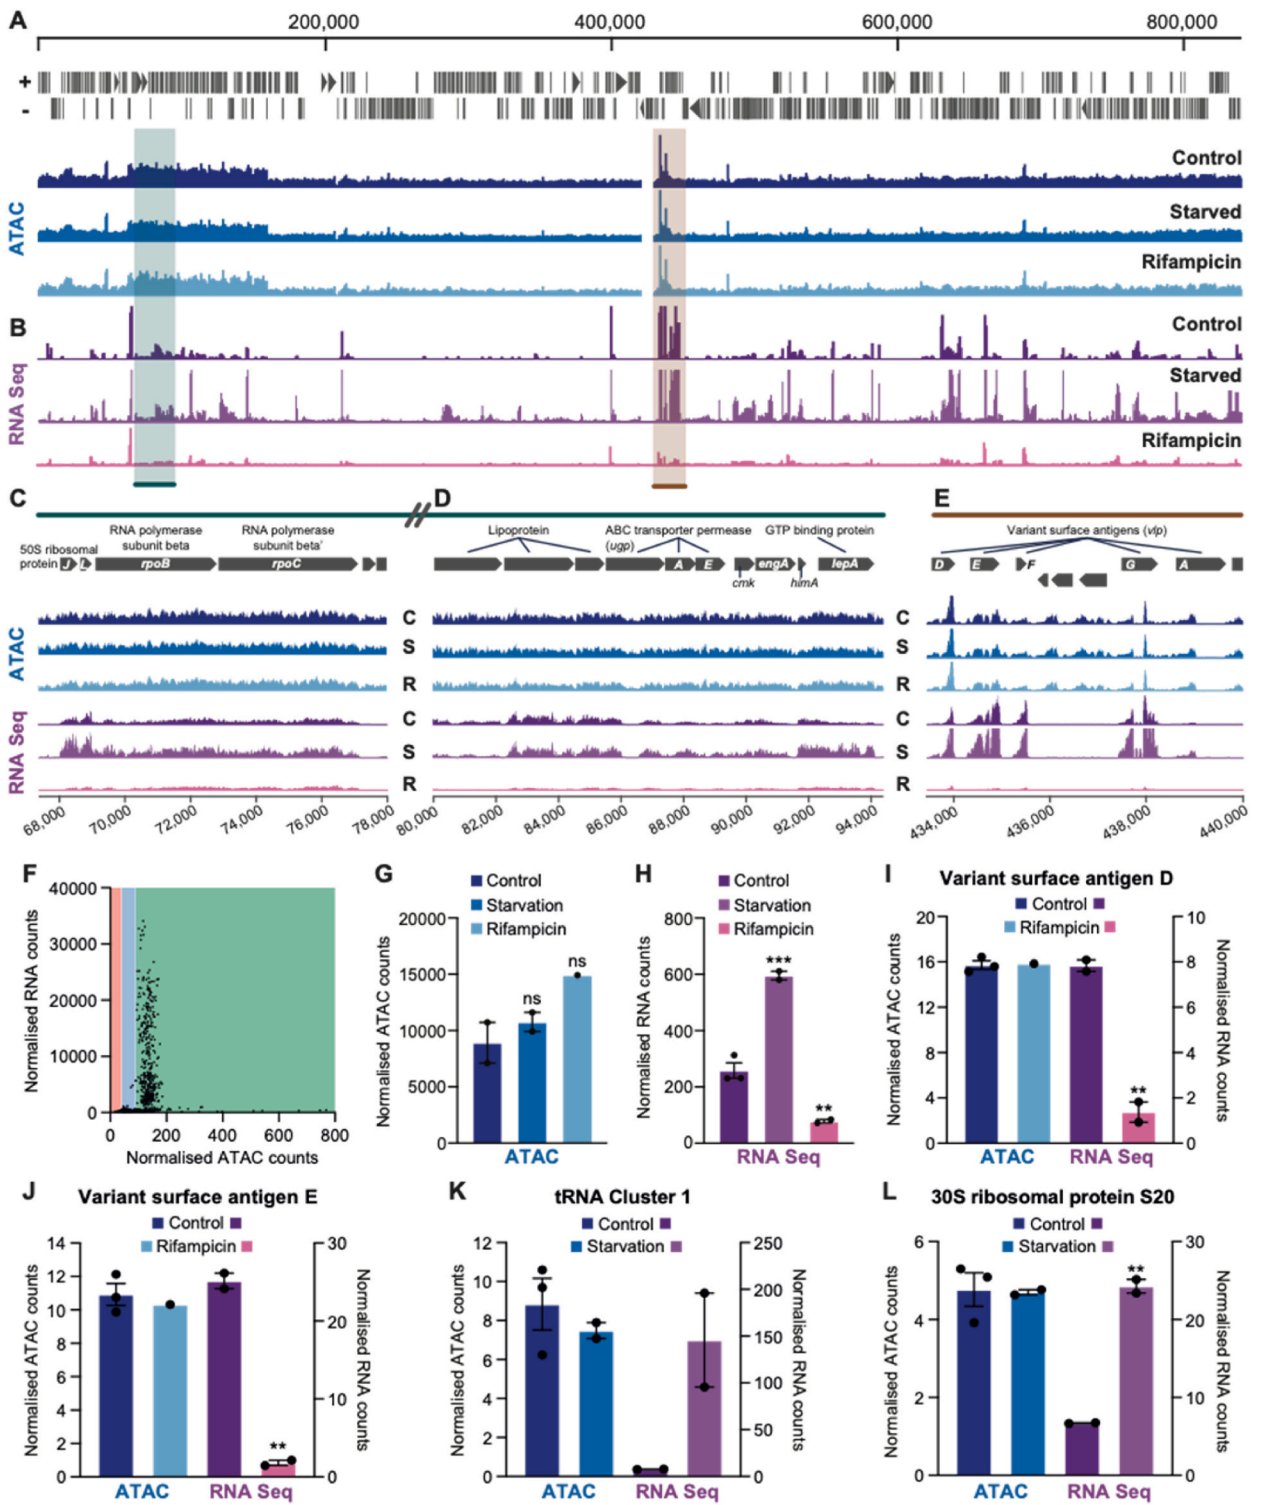 A
200,000 400,000 600,000 800,000
+
-
ATAC
Control
Starved
Rifampicin
B
RNA Seq
Control
Starved
Rifampicin
C
50S ribosomal
protein
RNA polymerase
subunit beta
RNA polymerase
subunit beta'
J L rpoB rpoC
D
Lipoprotein
ABC transporter permease
(ugp)
GTP binding protein
A E engA lepA
cmk himA
E
Variant surface antigens (vlp)
D E F G A
ATAC
C
S
R
RNA Seq
C
S
R
C
S
R
C
S
R
68,000 70,000 72,000 74,000 76,000 78,000
80,000 82,000 84,000 86,000 88,000 90,000 92,000 94,000
434,000 436,000 438,000 440,000
F
Normalised RNA counts
40000
30000
20000
10000
0
0 200 400 600 800
Normalised ATAC counts
G
Control
Starvation
Rifampicin
Normalised ATAC counts
20000
15000
10000
5000
0
ns
ns
ATAC
H
Control
Starvation
Rifampicin
Normalised RNA counts
800
600
400
200
0
***
**
RNA Seq
I
Variant surface antigen D
Control
Rifampicin
Normalised ATAC counts
20
16
12
8
4
0
**
10
8
6
4
2
0
Normalised RNA counts
ATAC RNA Seq
J
Variant surface antigen E
Control
Rifampicin
Normalised ATAC counts
14
12
10
8
6
4
2
0
**
30
20
10
0
Normalised RNA counts
ATAC RNA Seq
K
tRNA Cluster 1
Control
Starvation
Normalised ATAC counts
12
10
8
6
4
2
0
250
200
150
100
50
0
Normalised RNA counts
ATAC RNA Seq
L
30S ribosomal protein S20
Control
Starvation
Normalised ATAC counts
6
4
2
0
**
30
20
10
0
Normalised RNA counts
ATAC RNA Seq